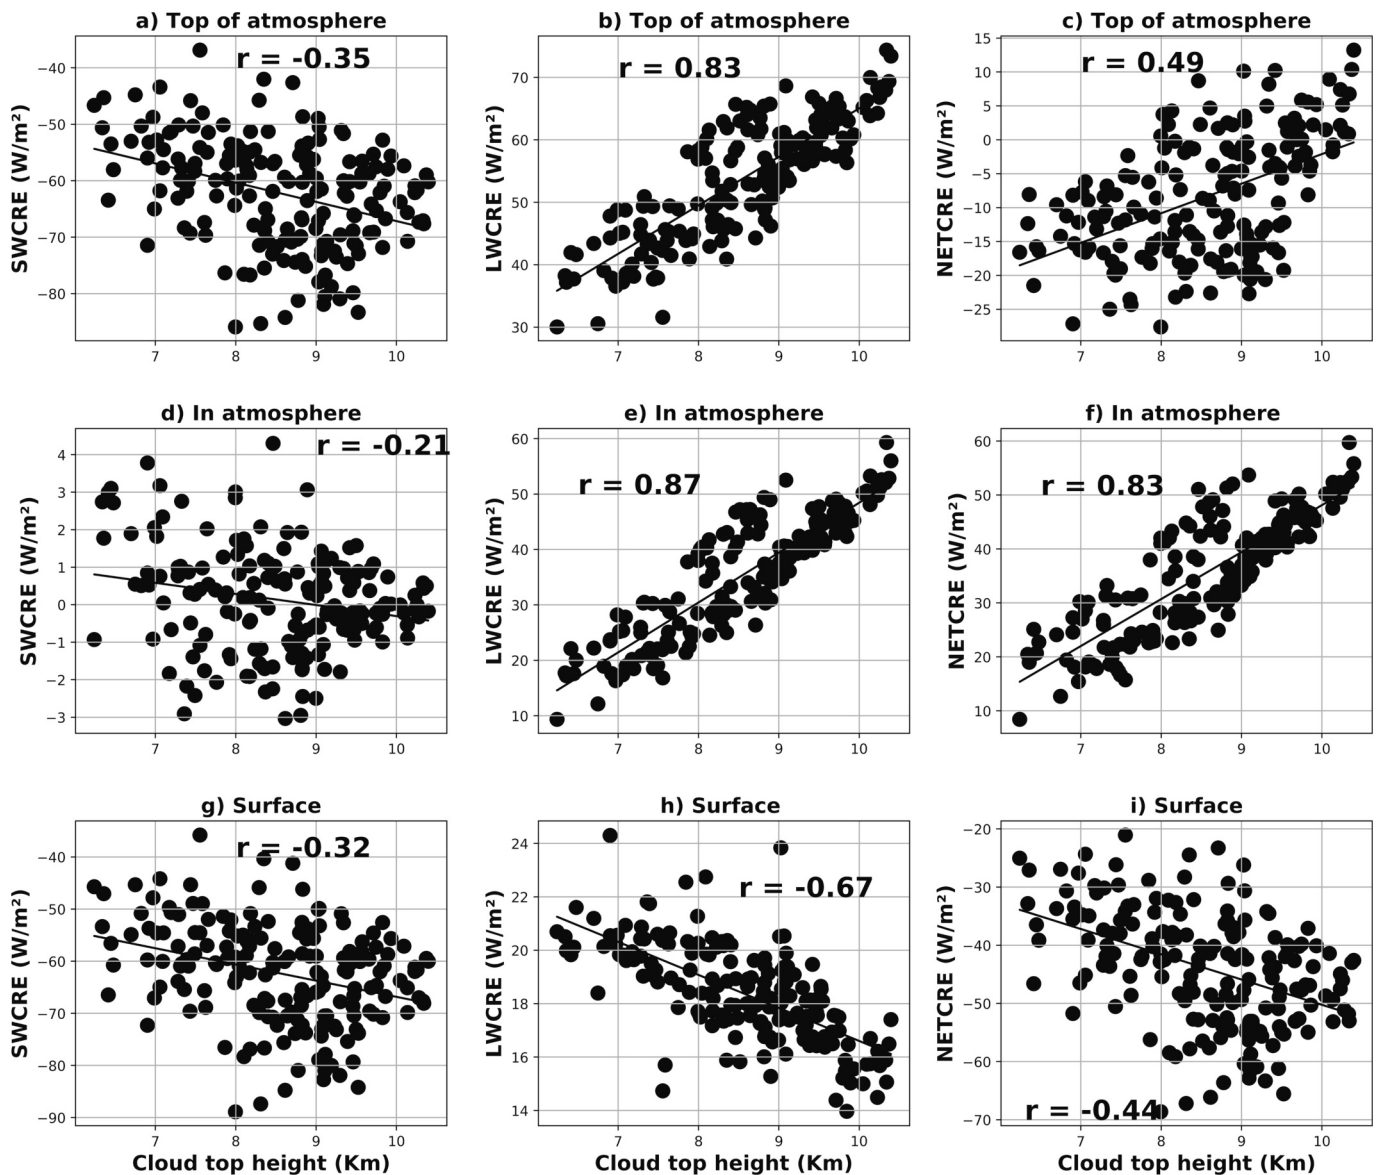 a) Top of atmosphere
b) Top of atmosphere
c) Top of atmosphere
r = -0.35
r = 0.83
r = 0.49
SWCRE (W/m²)
−40
−50
−60
−70
−80
7 8 9 10
LWCRE (W/m²)
70
60
50
40
30
7 8 9 10
NETCRE (W/m²)
15
10
5
0
−5
−10
−15
−20
−25
7 8 9 10
d) In atmosphere
e) In atmosphere
f) In atmosphere
r = -0.21
r = 0.87
r = 0.83
SWCRE (W/m²)
4
3
2
1
0
−1
−2
−3
7 8 9 10
LWCRE (W/m²)
60
50
40
30
20
10
7 8 9 10
NETCRE (W/m²)
60
50
40
30
20
10
7 8 9 10
g) Surface
h) Surface
i) Surface
r = -0.32
r = -0.67
r = -0.44
SWCRE (W/m²)
−40
−50
−60
−70
−80
−90
7 8 9 10
Cloud top height (Km)
LWCRE (W/m²)
24
22
20
18
16
14
7 8 9 10
Cloud top height (Km)
NETCRE (W/m²)
−20
−30
−40
−50
−60
−70
7 8 9 10
Cloud top height (Km)